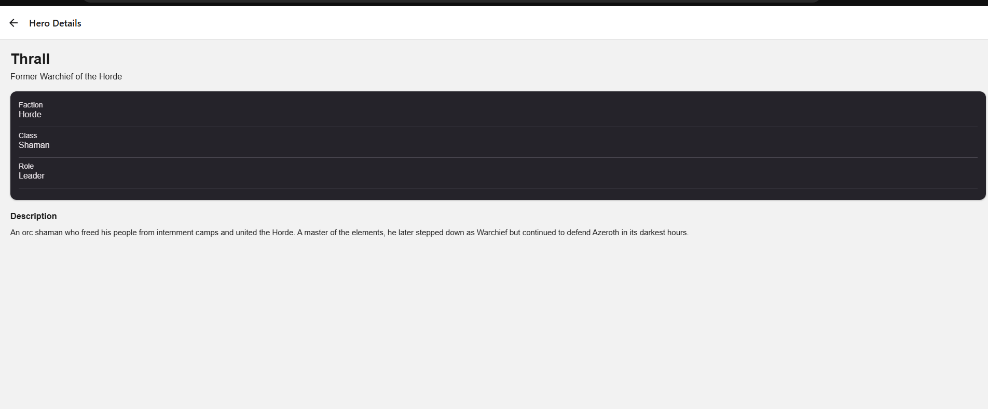 Hero Details
Thrall
Former Warchief of the Horde
Faction
Horde
Class
Shaman
Role
Leader
Description
An orc shaman who freed his people from internment camps and united the Horde. A master of the elements, he later stepped down as Warchief but continued to defend Azeroth in its darkest hours.